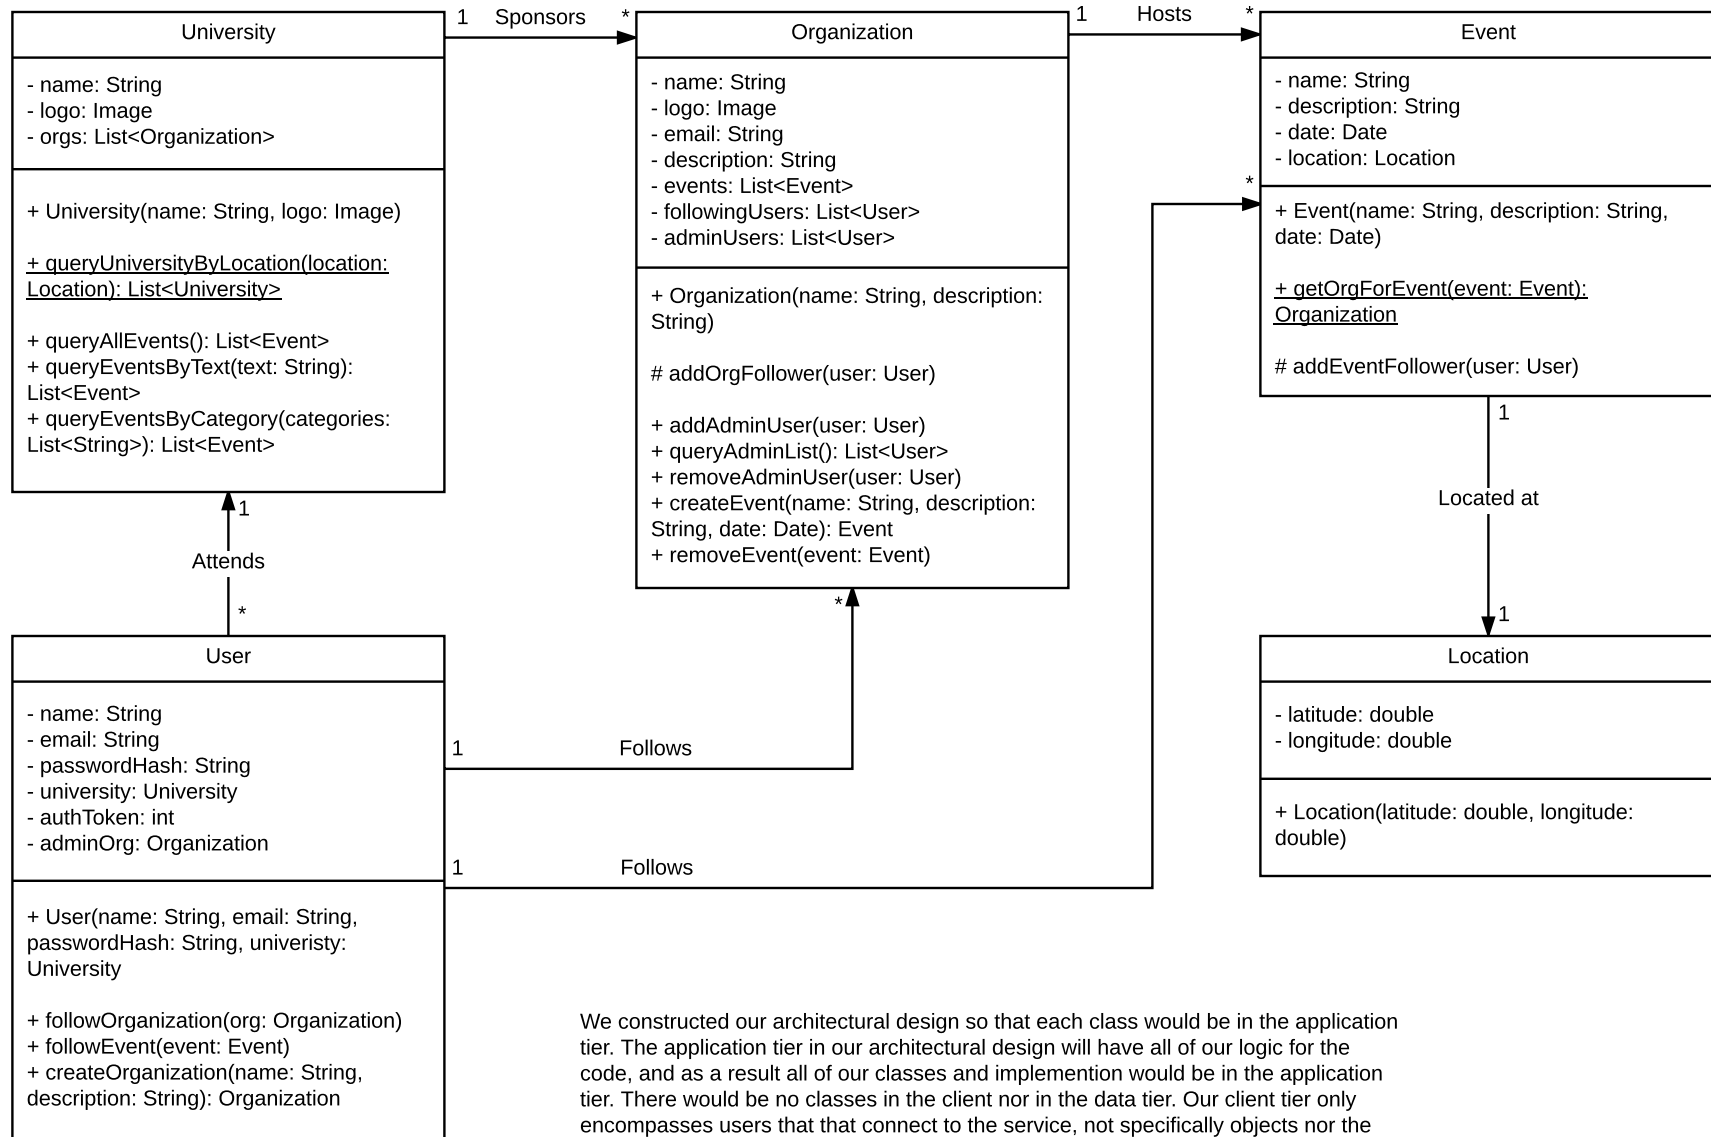 1 Sponsors *
1 Hosts *
University
- name: String
- logo: Image
- orgs: List<Organization>
+ University(name: String, logo: Image)
+ queryUniversityByLocation(location:
Location): List<University>
+ queryAllEvents(): List<Event>
+ queryEventsByText(text: String):
List<Event>
+ queryEventsByCategory(categories:
List<String>): List<Event>
Organization
- name: String
- logo: Image
- email: String
- description: String
- events: List<Event>
- followingUsers: List<User>
- adminUsers: List<User>
+ Organization(name: String, description:
String)
# addOrgFollower(user: User)
+ addAdminUser(user: User)
+ queryAdminList(): List<User>
+ removeAdminUser(user: User)
+ createEvent(name: String, description:
String, date: Date): Event
+ removeEvent(event: Event)
Event
- name: String
- description: String
- date: Date
- location: Location
*
+ Event(name: String, description: String,
date: Date)
+ getOrgForEvent(event: Event):
Organization
# addEventFollower(user: User)
1
Located at
1
1
Attends
*
*
User
- name: String
- email: String
- passwordHash: String
- university: University
- authToken: int
- adminOrg: Organization
+ User(name: String, email: String,
passwordHash: String, univeristy:
University
+ followOrganization(org: Organization)
+ followEvent(event: Event)
+ createOrganization(name: String,
description: String): Organization
1 Follows
1 Follows
Location
- latitude: double
- longitude: double
+ Location(latitude: double, longitude:
double)
We constructed our architectural design so that each class would be in the application
tier. The application tier in our architectural design will have all of our logic for the
code, and as a result all of our classes and implemention would be in the application
tier. There would be no classes in the client nor in the data tier. Our client tier only
encompasses users that that connect to the service, not specifically objects nor the